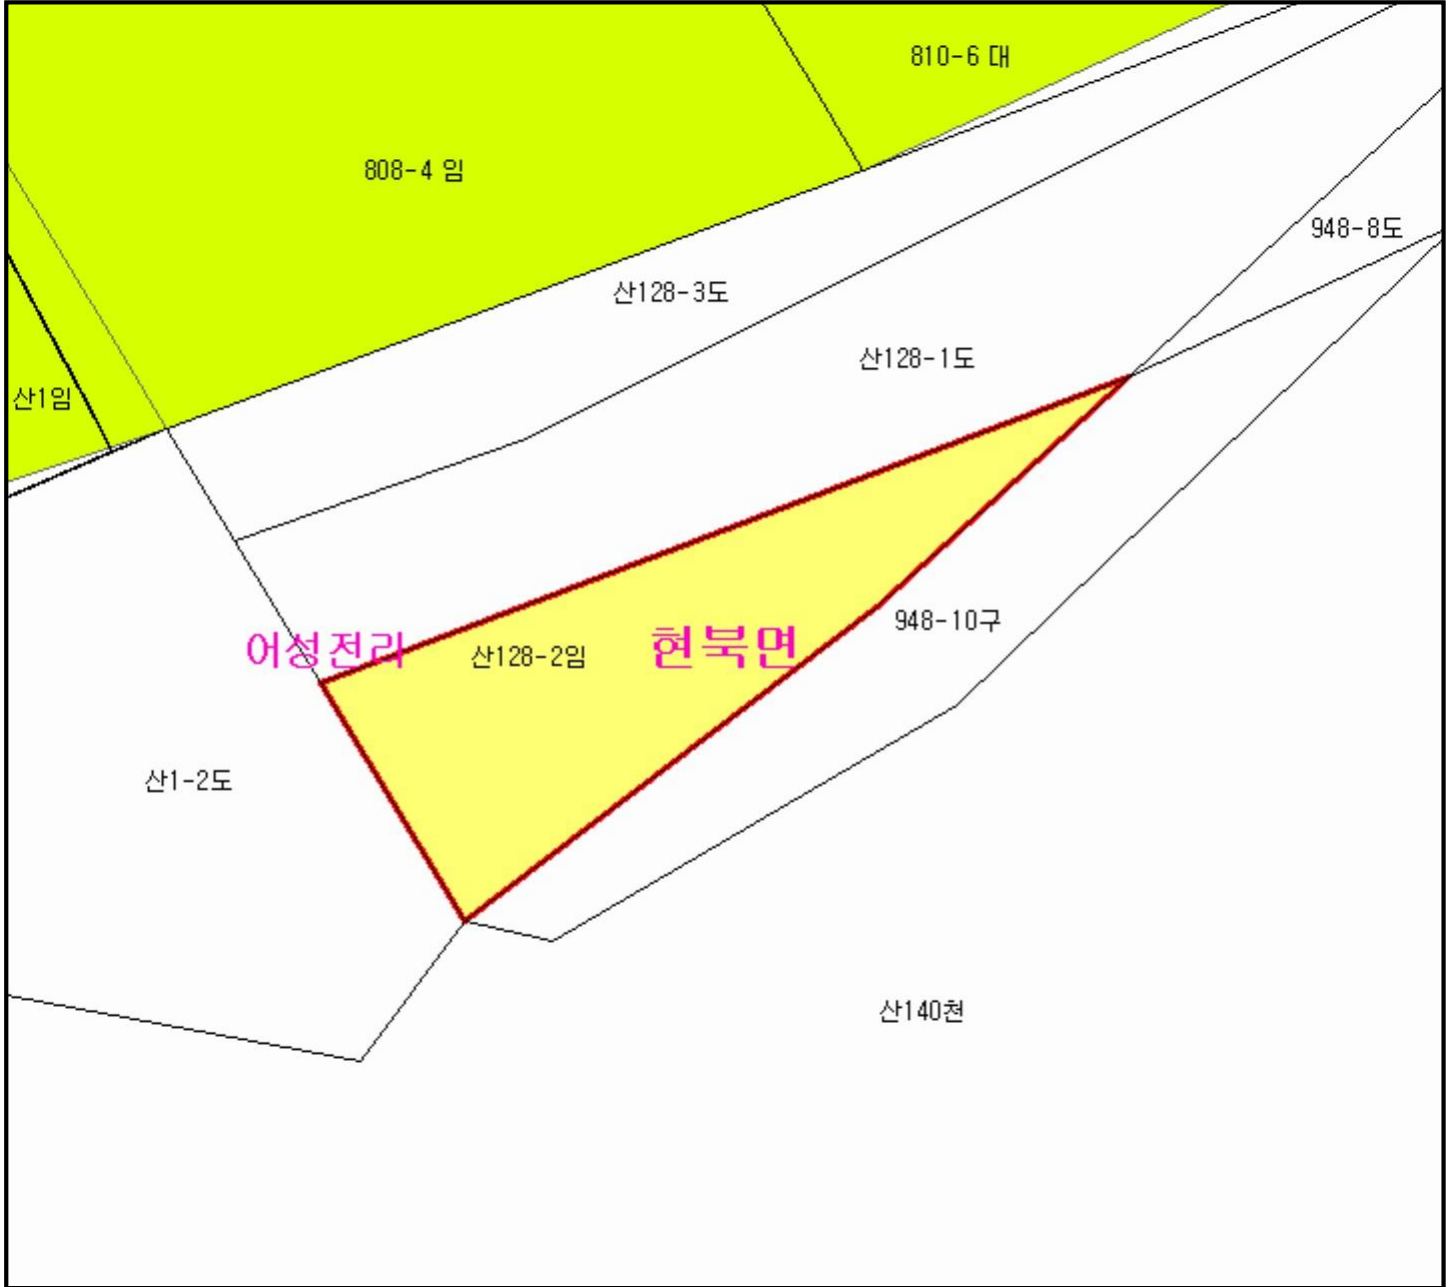 810-6 대
808-4 임
948-8도
산128-3도
산128-1도
산1임
948-10구
어성전리
산128-2임
현북면
산1-2도
산140천